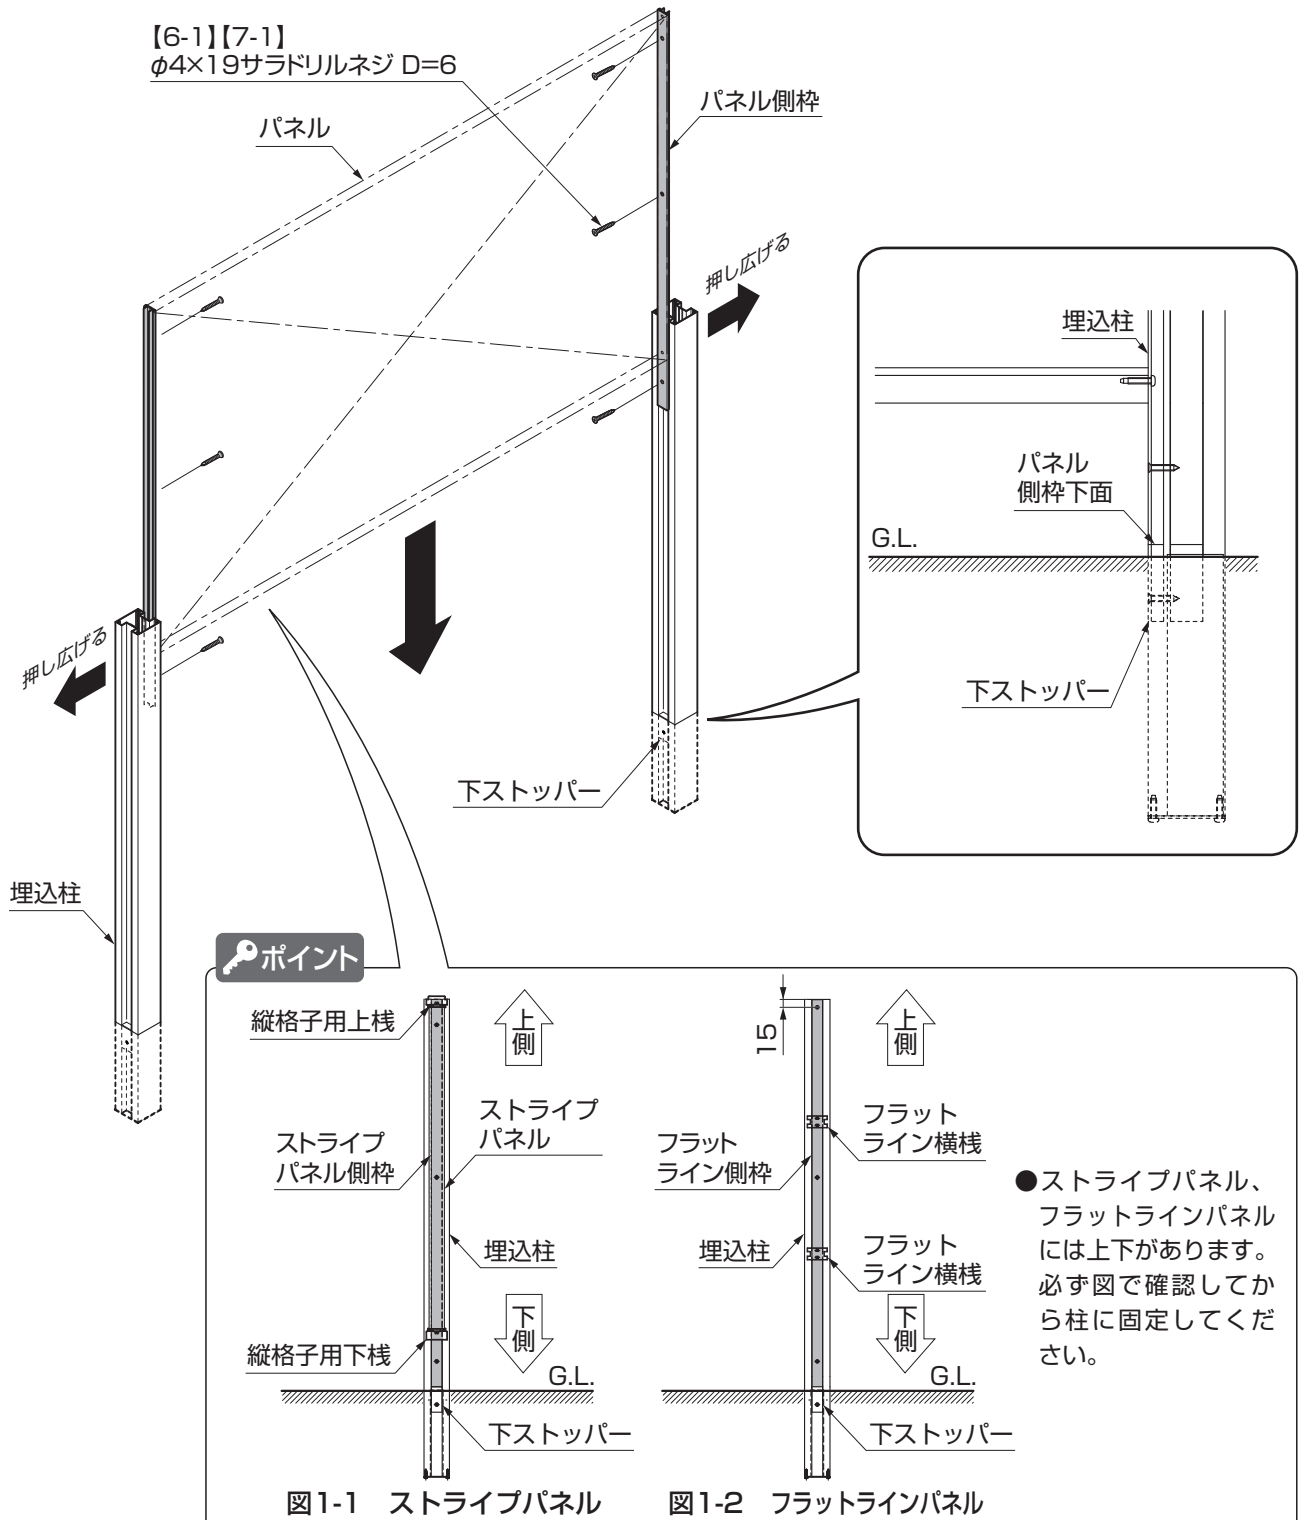 【6-1】【7-1】
φ4×19サラドリルネジ D=6
パネル側枠
パネル
押し広げる
押し広げる
埋込柱
パネル
側枠下面
G.L.
下ストッパー
下ストッパー
埋込柱
ポイント
縦格子用上桟
上側
ストライプ
パネル側枠
ストライプ
パネル
埋込柱
下側
縦格子用下桟
G.L.
下ストッパー
図1-1 ストライプパネル
15
上側
フラット
ライン横桟
フラット
ライン側枠
埋込柱
フラット
ライン横桟
下側
G.L.
下ストッパー
図1-2 フラットラインパネル
●ストライプパネル、
フラットラインパネル
には上下があります。
必ず図で確認してか
ら柱に固定してくだ
さい。